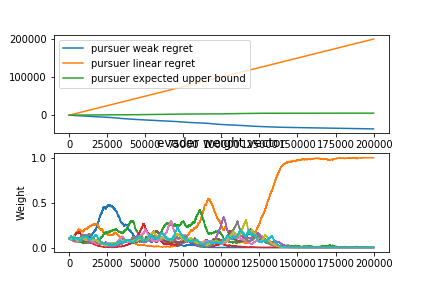 200000
100000
0
pursuer weak regret
pursuer linear regret
pursuer expected upper bound
0 25000 50000 75000 100000 125000 150000 175000 200000
evader weight vector
1.0
0.5
0.0
Weight
0 25000 50000 75000 100000 125000 150000 175000 200000